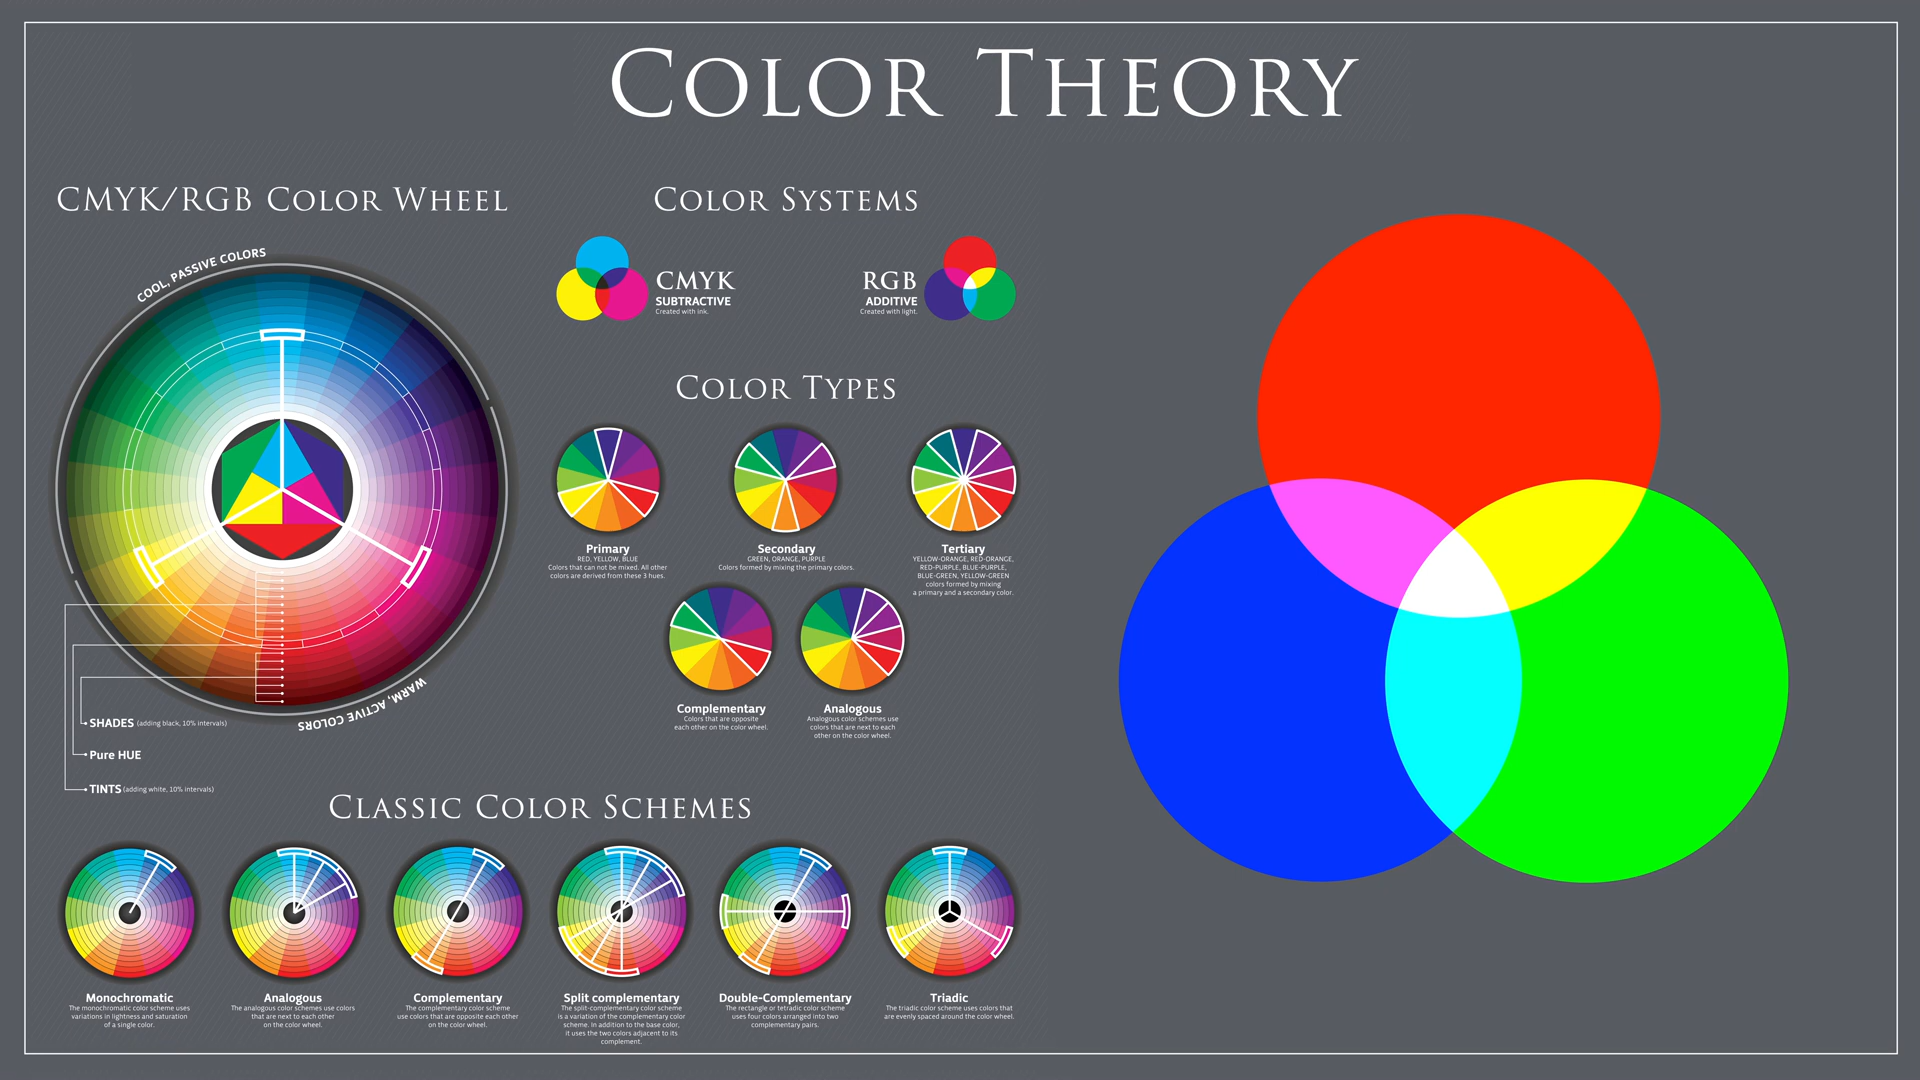 COLOR THEORY
CMYK/RGB COLOR WHEEL
COOL, PASSIVE COLORS
WARM, ACTIVE COLORS
SHADES (adding black, 10% intervals)
Pure HUE
TINTS (adding white, 10% intervals)
COLOR SYSTEMS
CMYK
SUBTRACTIVE
Created with ink.
RGB
ADDITIVE
Created with light.
COLOR TYPES
Primary
RED, YELLOW, BLUE
Colors that can not be mixed. All other
colors are derived from these 3 hues.
Secondary
GREEN, ORANGE, PURPLE
Colors formed by mixing the primary colors.
Tertiary
YELLOW-ORANGE, RED-ORANGE,
RED-PURPLE, BLUE-PURPLE,
BLUE-GREEN, YELLOW-GREEN
colors formed by mixing
a primary and a secondary color.
Complementary
Colors that are opposite
each other on the color wheel.
Analogous
Analogous color schemes use
colors that are next to each
other on the color wheel.
CLASSIC COLOR SCHEMES
Monochromatic
The monochromatic color scheme uses
variations in lightness and saturation
of a single color.
Analogous
The analogous color schemes use colors
that are next to each other
on the color wheel.
Complementary
The complementary color scheme
use colors that are opposite each other
on the color wheel.
Split complementary
The split-complementary color scheme
is a variation of the complementary color
scheme. In addition to the base color,
it uses the two colors adjacent to its
complement.
Double-Complementary
The rectangle or tetradic color scheme
uses four colors arranged into two
complementary pairs.
Triadic
The triadic color scheme uses colors that
are evenly spaced around the color wheel.